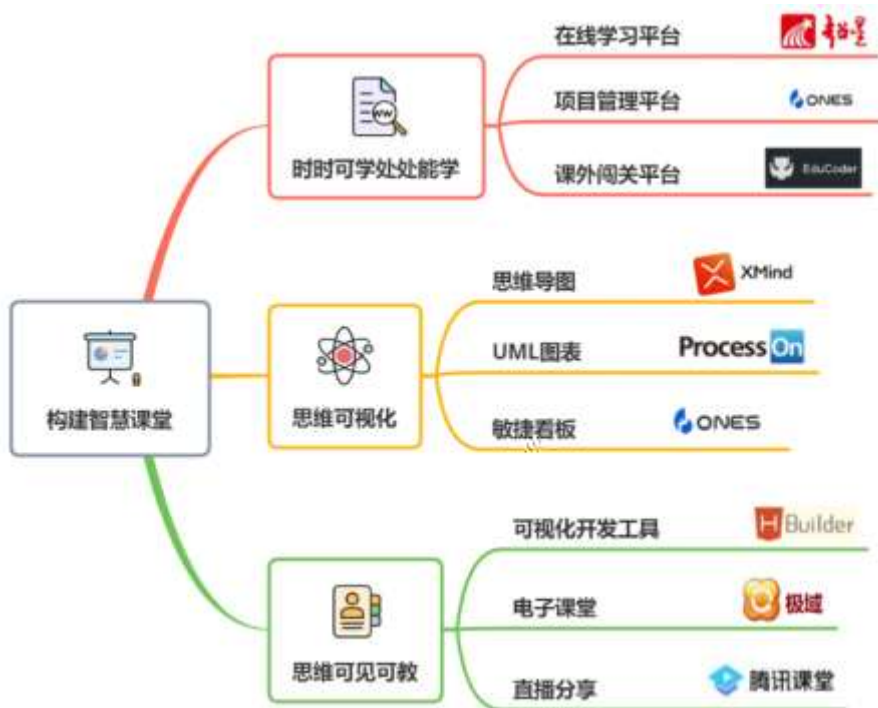 在线学习平台
项目管理平台 ONES
课外闯关平台 EduCoder
时时可学处处能学
思维导图 XMind
UML图表 ProcessOn
敏捷看板 ONES
思维可视化
构建智慧课堂
可视化开发工具 HBuilder
电子课堂 极域
直播分享 腾讯课堂
思维可见可教